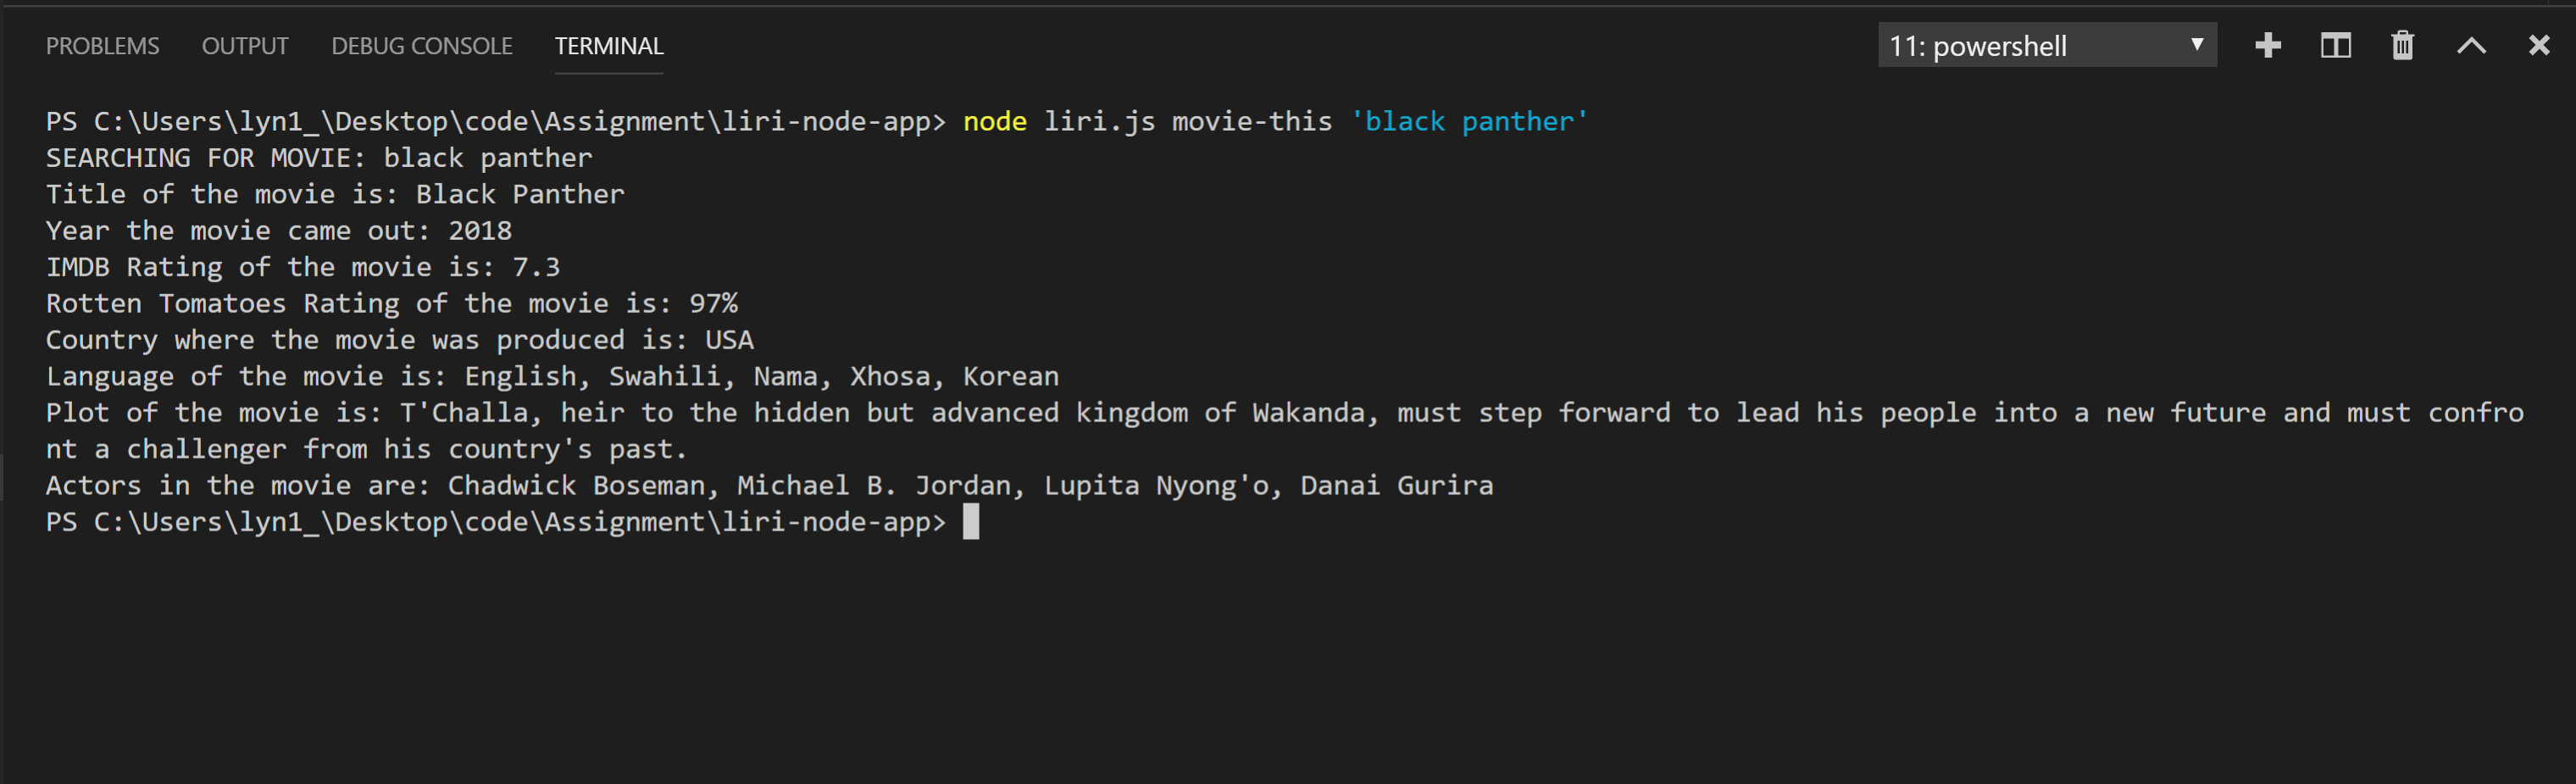 PROBLEMS OUTPUT DEBUG CONSOLE TERMINAL 11: powershell
PS C:\Users\lyn1_\Desktop\code\Assignment\liri-node-app> node liri.js movie-this 'black panther'
SEARCHING FOR MOVIE: black panther
Title of the movie is: Black Panther
Year the movie came out: 2018
IMDB Rating of the movie is: 7.3
Rotten Tomatoes Rating of the movie is: 97%
Country where the movie was produced is: USA
Language of the movie is: English, Swahili, Nama, Xhosa, Korean
Plot of the movie is: T'Challa, heir to the hidden but advanced kingdom of Wakanda, must step forward to lead his people into a new future and must confro
nt a challenger from his country's past.
Actors in the movie are: Chadwick Boseman, Michael B. Jordan, Lupita Nyong'o, Danai Gurira
PS C:\Users\lyn1_\Desktop\code\Assignment\liri-node-app>